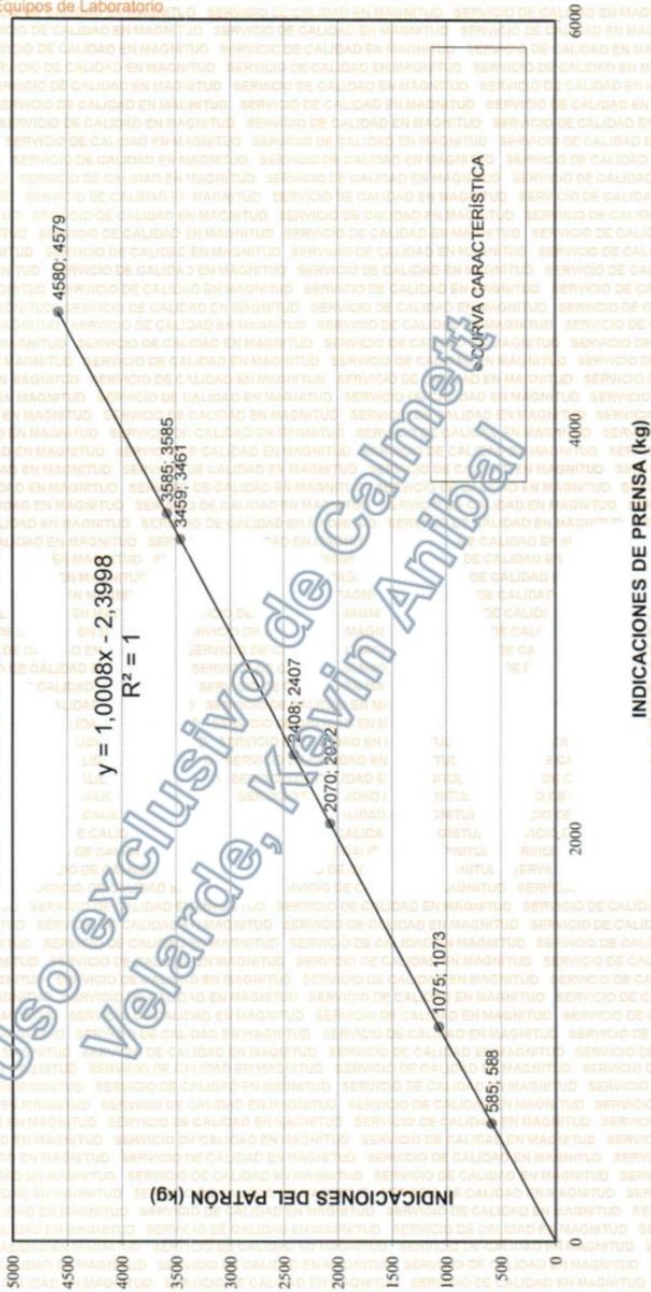 Equipos de Laboratorio
5000
4500
4000
3500
3000
2500
2000
1500
1000
500
0
INDICACIONES DEL PATRON (kg)
y = 1,0008x - 2,3998
R² = 1
585; 588
1075; 1073
2070; 2072
2408; 2407
3459; 3461
3585; 3585
4580; 4579
CURVA CARACTERÍSTICA
0
2000
4000
6000
INDICACIONES DE PRENSA (kg)
Uso exclusivo de Calmett
Velarde, Kevin Anibal
SERVICIO DE CALIDAD EN MAGNITUD